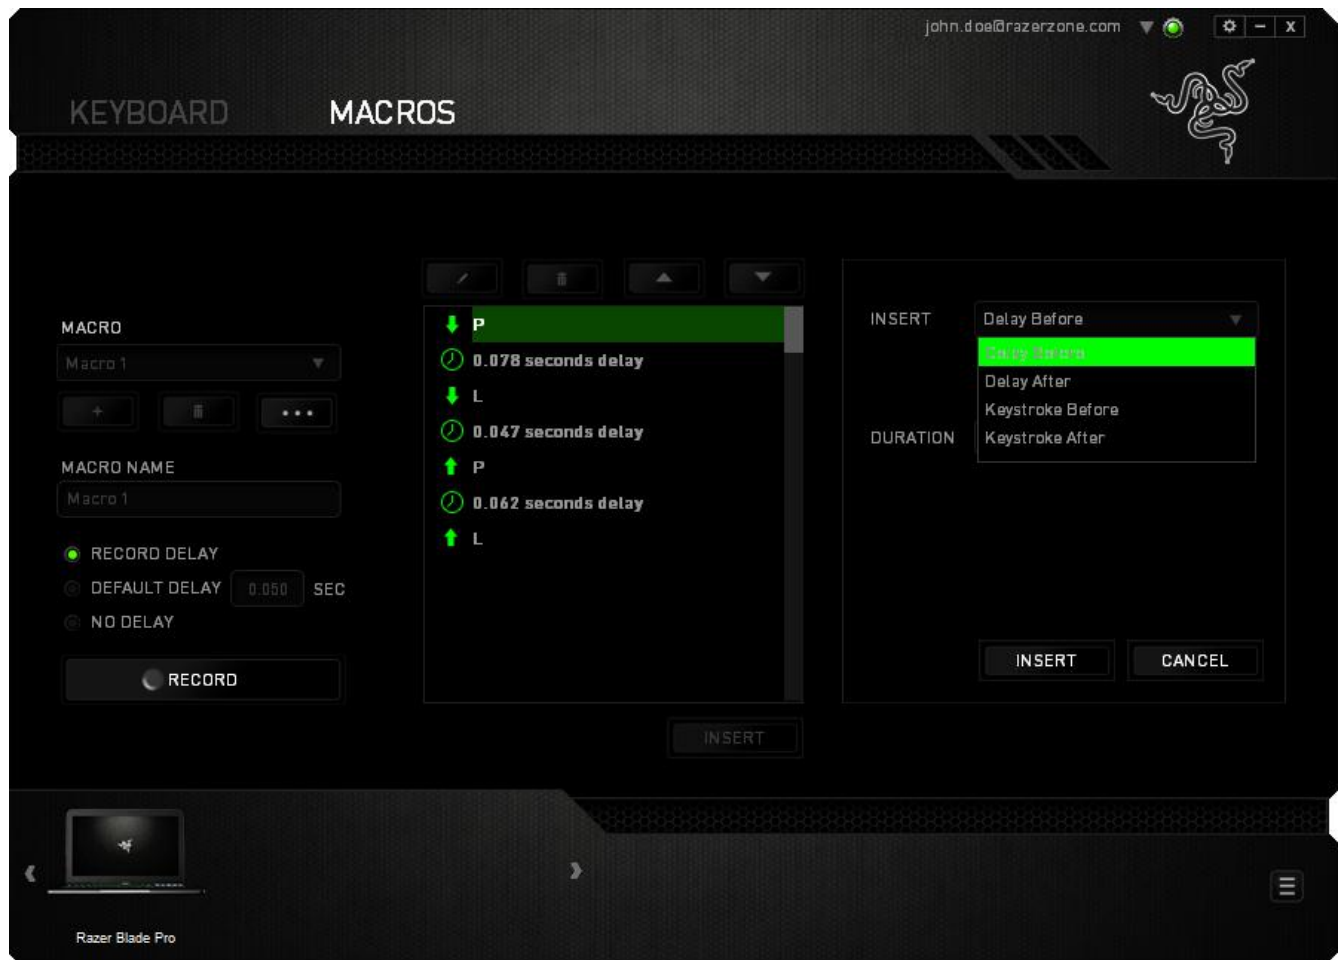 john.doe@razerzone.com
X
KEYBOARD
MACROS
MACRO
Macro 1
MACRO NAME
Macro 1
RECORD DELAY
DEFAULT DELAY 0.050 SEC
NO DELAY
RECORD
P
0.078 seconds delay
L
0.047 seconds delay
P
0.062 seconds delay
L
INSERT
INSERT Delay Before
Delay Before
Delay After
Keystroke Before
Keystroke After
DURATION
INSERT
CANCEL
Razer Blade Pro